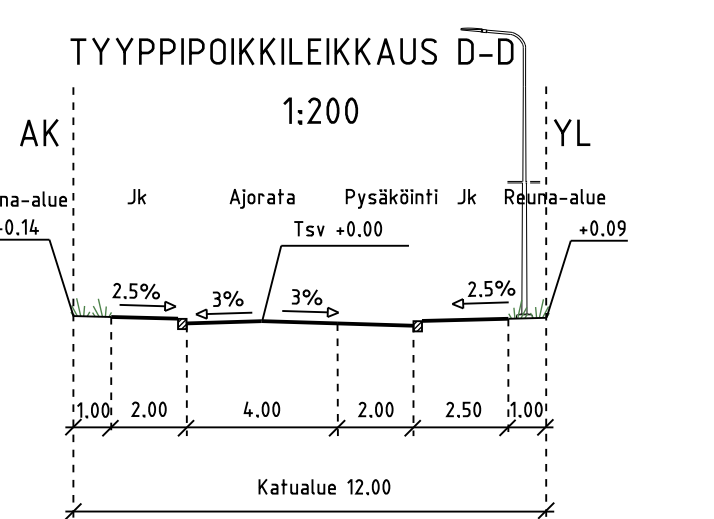 TYYPPIPOIKKILEIKKAUS D-D
1:200
AK
YL
na-alue Jk Ajorata Pysäköinti Jk Reuna-alue
0.14 Tsv +0.00 +0.09
2.5% 3% 3% 2.5%
1.00 2.00 4.00 2.00 2.50 1.00
Katualue 12.00